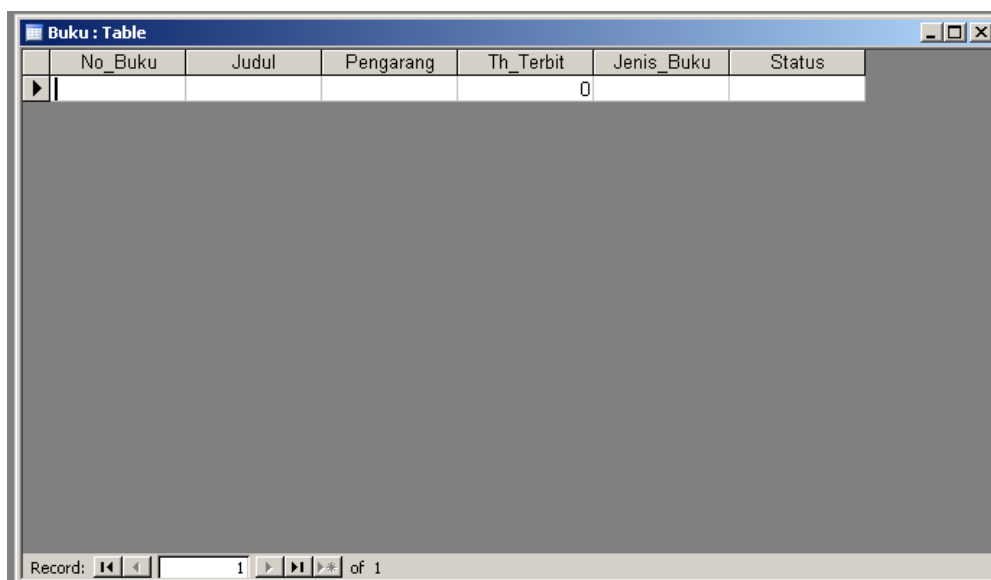 Buku : Table
No_Buku Judul Pengarang Th_Terbit Jenis_Buku Status
0
Record: 1 of 1